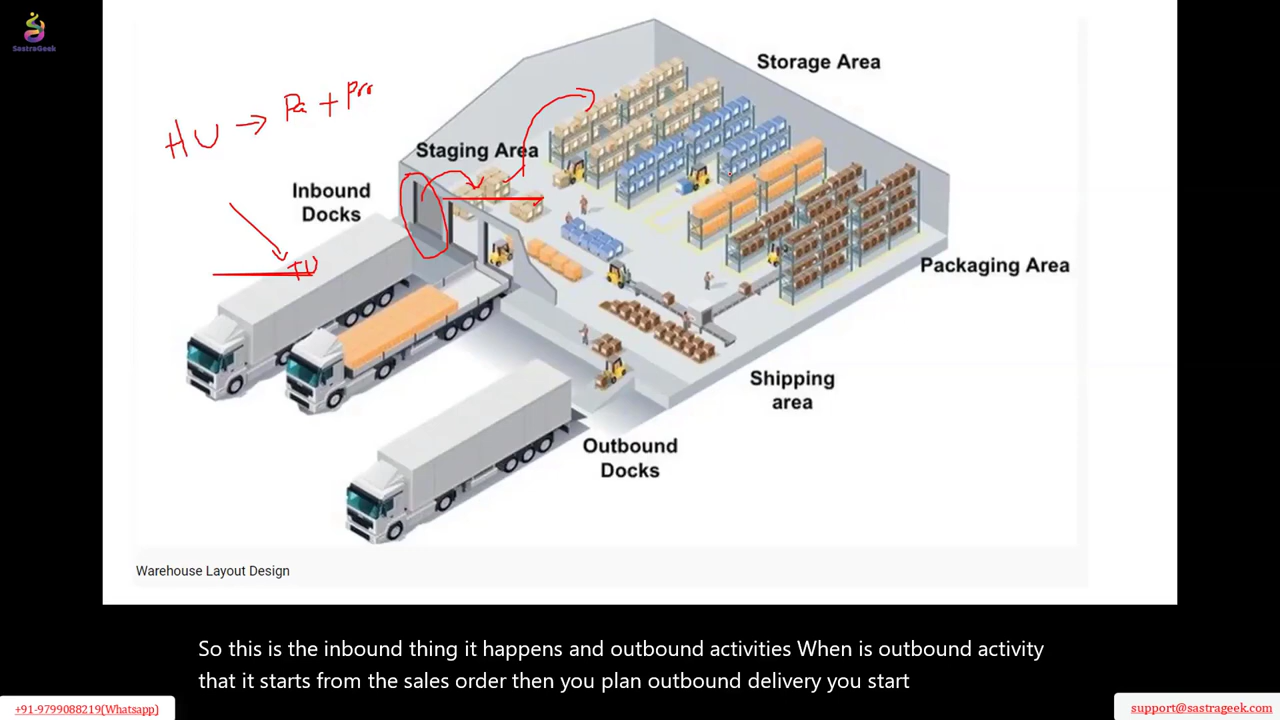 SastraGeek
HU → Pa + Pro
Storage Area
Staging Area
Inbound
Docks
TU
Packaging Area
Shipping
area
Outbound
Docks
Warehouse Layout Design
So this is the inbound thing it happens and outbound activities When is outbound activity
that it starts from the sales order then you plan outbound delivery you start
+91-9799088219(Whatsapp)
support@sastrageek.com